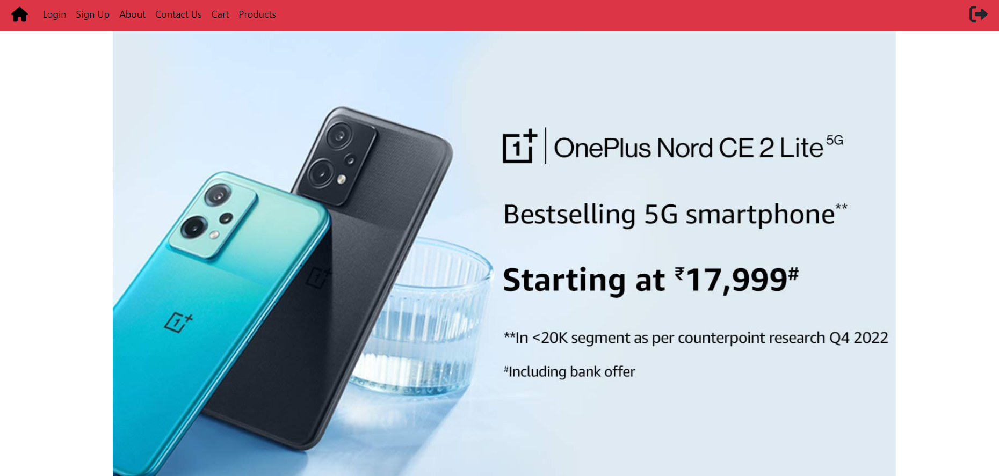 Login Sign Up About Contact Us Cart Products
1+ OnePlus Nord CE 2 Lite 5G
Bestselling 5G smartphone**
Starting at ₹17,999#
**In <20K segment as per counterpoint research Q4 2022
#Including bank offer